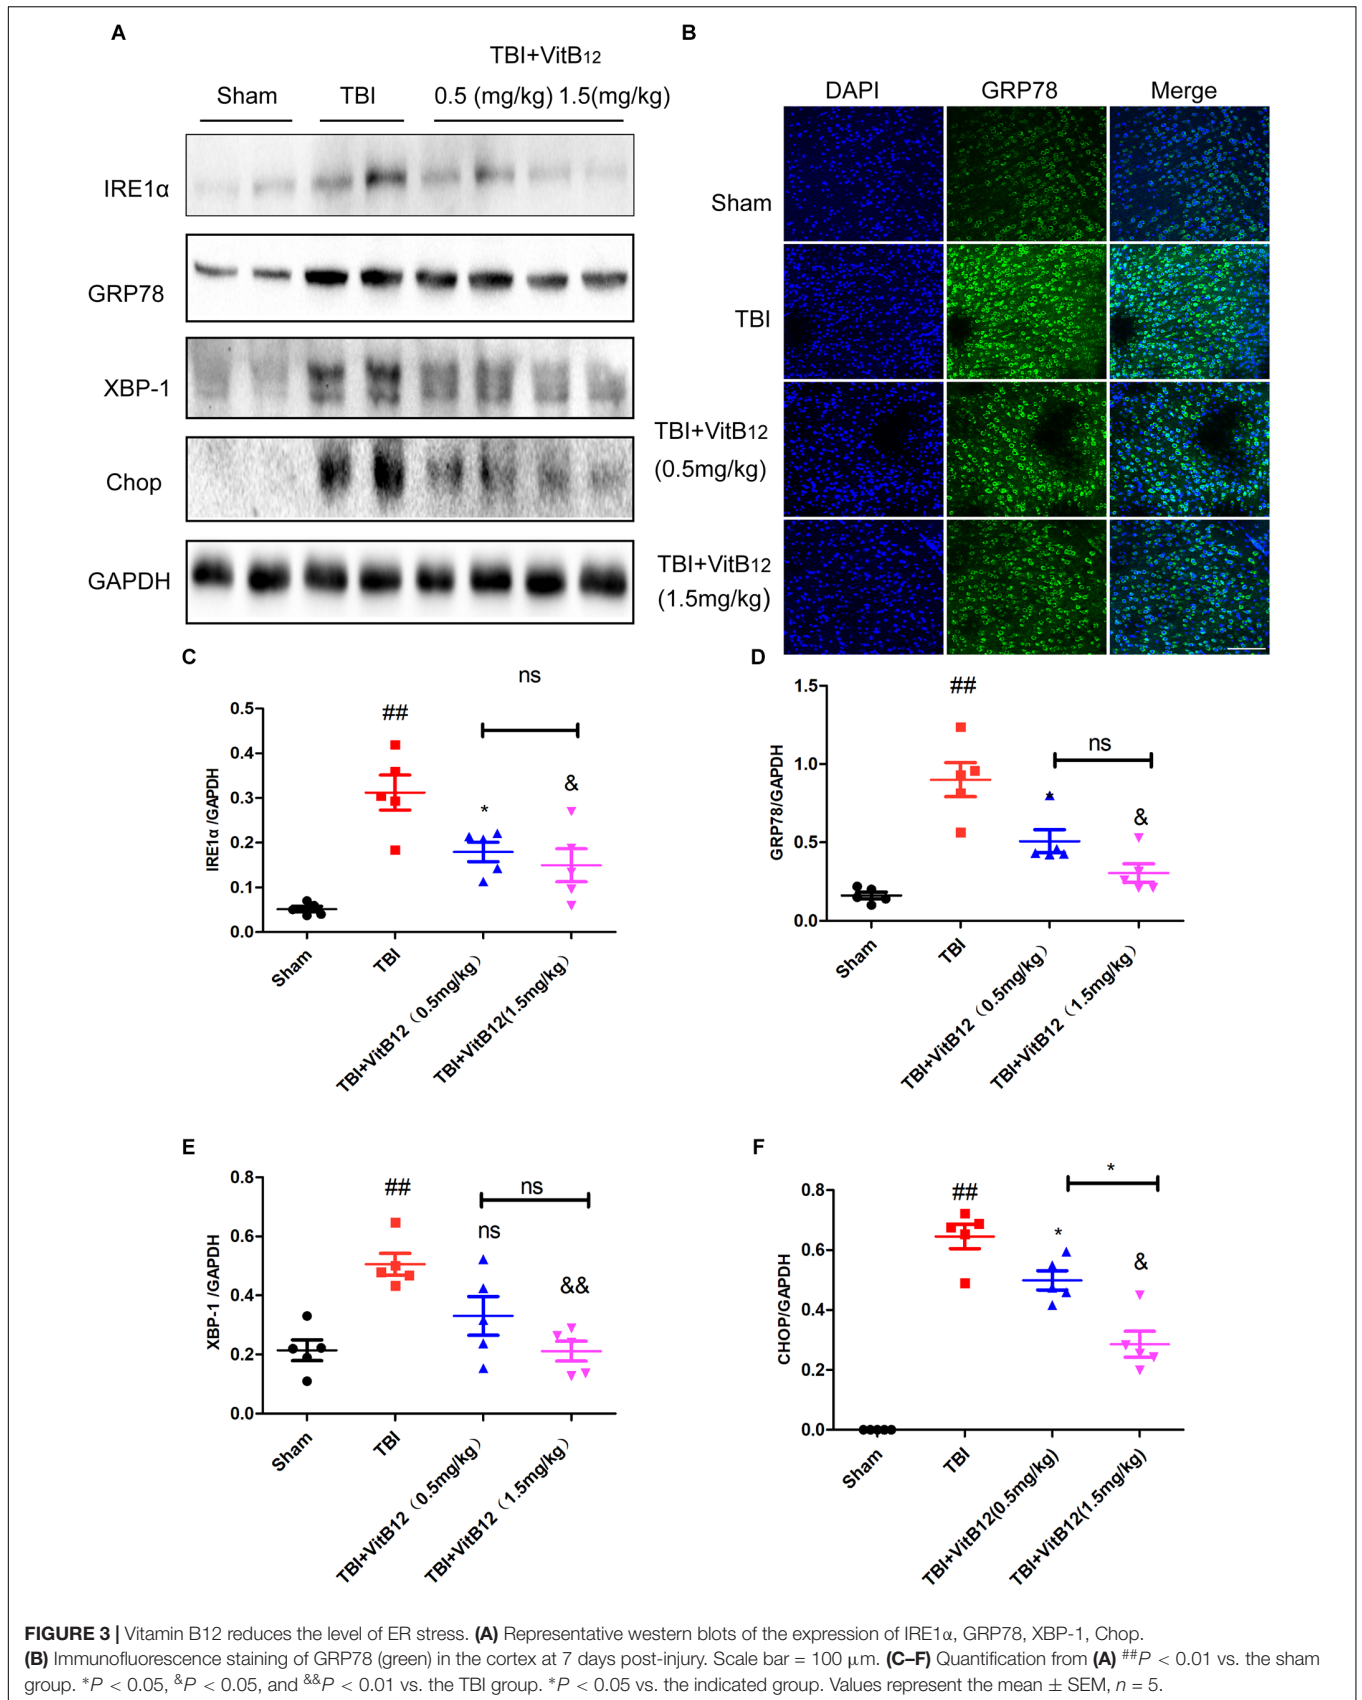 A
TBI+VitB12
Sham TBI 0.5 (mg/kg) 1.5(mg/kg)
IRE1α
GRP78
XBP-1
Chop
GAPDH
B
DAPI GRP78 Merge
Sham
TBI
TBI+VitB12
(0.5mg/kg)
TBI+VitB12
(1.5mg/kg)
C
ns
##
*
&
IRE1α /GAPDH
0.5
0.4
0.3
0.2
0.1
0.0
Sham
TBI
TBI+VitB12（0.5mg/kg）
TBI+VitB12(1.5mg/kg）
D
##
ns
*
&
GRP78/GAPDH
1.5
1.0
0.5
0.0
Sham
TBI
TBI+VitB12（0.5mg/kg）
TBI+VitB12（1.5mg/kg）
E
##
ns
ns
&&
XBP-1 /GAPDH
0.8
0.6
0.4
0.2
0.0
Sham
TBI
TBI+VitB12（0.5mg/kg）
TBI+VitB12（1.5mg/kg）
F
*
##
*
&
CHOP/GAPDH
0.8
0.6
0.4
0.2
0.0
Sham
TBI
TBI+VitB12(0.5mg/kg)
TBI+VitB12(1.5mg/kg)
FIGURE 3 | Vitamin B12 reduces the level of ER stress. (A) Representative western blots of the expression of IRE1α, GRP78, XBP-1, Chop.
(B) Immunofluorescence staining of GRP78 (green) in the cortex at 7 days post-injury. Scale bar = 100 μm. (C–F) Quantification from (A) ##P < 0.01 vs. the sham
group. *P < 0.05, &P < 0.05, and &&P < 0.01 vs. the TBI group. *P < 0.05 vs. the indicated group. Values represent the mean ± SEM, n = 5.